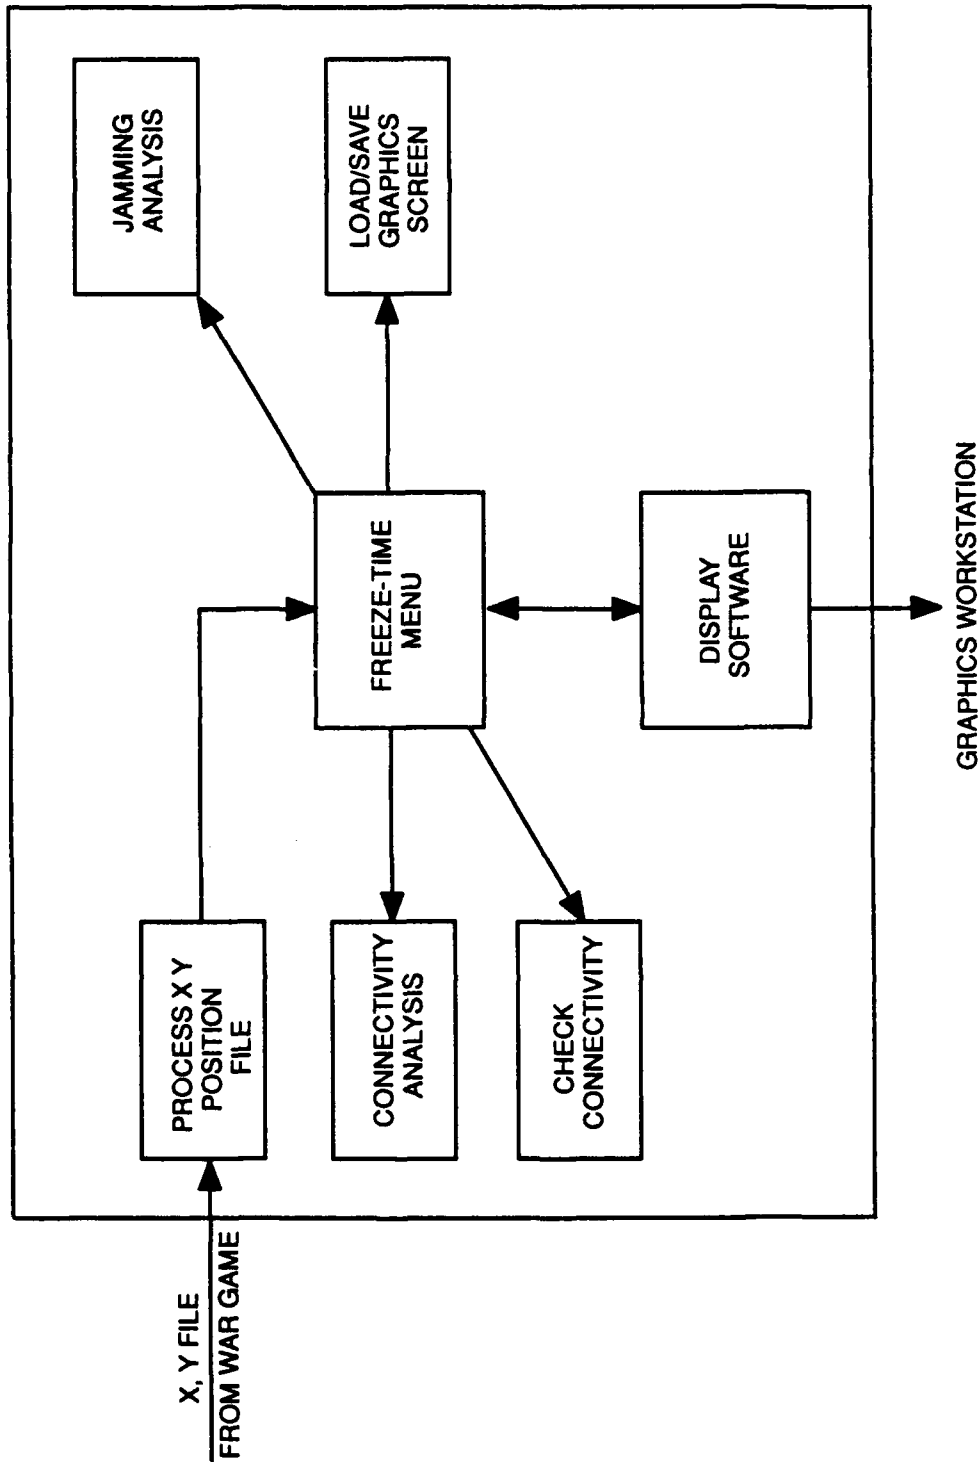 X, Y FILE
FROM WAR GAME
PROCESS X Y
POSITION
FILE
JAMMING
ANALYSIS
CONNECTIVITY
ANALYSIS
FREEZE-TIME
MENU
LOAD/SAVE
GRAPHICS
SCREEN
CHECK
CONNECTIVITY
DISPLAY
SOFTWARE
GRAPHICS WORKSTATION